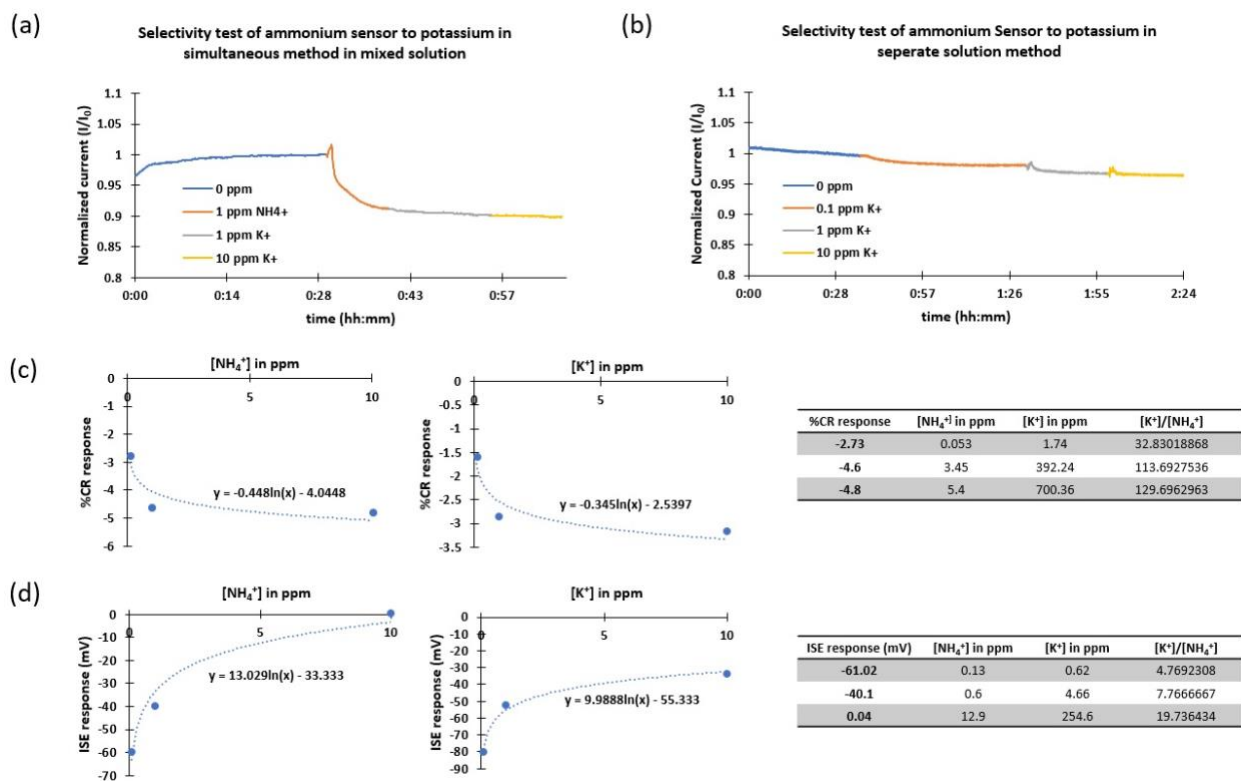 (a)
Selectivity test of ammonium sensor to potassium in
simultaneous method in mixed solution
Normalized current (I/I₀)
1.1
1.05
1
0.95
0.9
0.85
0.8
0 ppm
1 ppm NH4+
1 ppm K+
10 ppm K+
0:00 0:14 0:28 0:43 0:57
time (hh:mm)
(b)
Selectivity test of ammonium Sensor to potassium in
seperate solution method
Normalized Current (I/I₀)
1.1
1.05
1
0.95
0.9
0.85
0.8
0 ppm
0.1 ppm K+
1 ppm K+
10 ppm K+
0:00 0:28 0:57 1:26 1:55 2:24
time (hh:mm)
(c)
[NH₄⁺] in ppm
0 5 10
%CR response
0
-1
-2
-3
-4
-5
-6
y = -0.448ln(x) - 4.0448
[K⁺] in ppm
0 5 10
%CR response
0
-0.5
-1
-1.5
-2
-2.5
-3
-3.5
y = -0.345ln(x) - 2.5397
%CR response [NH₄⁺] in ppm [K⁺] in ppm [K⁺]/[NH₄⁺]
-2.73 0.053 1.74 32.83018868
-4.6 3.45 392.24 113.6927536
-4.8 5.4 700.36 129.6962963
(d)
[NH₄⁺] in ppm
0 5 10
ISE response (mV)
0
-10
-20
-30
-40
-50
-60
-70
y = 13.029ln(x) - 33.333
[K⁺] in ppm
0 5 10
ISE response (mV)
0
-10
-20
-30
-40
-50
-60
-70
-80
-90
y = 9.9888ln(x) - 55.333
ISE response (mV) [NH₄⁺] in ppm [K⁺] in ppm [K⁺]/[NH₄⁺]
-61.02 0.13 0.62 4.7692308
-40.1 0.6 4.66 7.7666667
0.04 12.9 254.6 19.736434